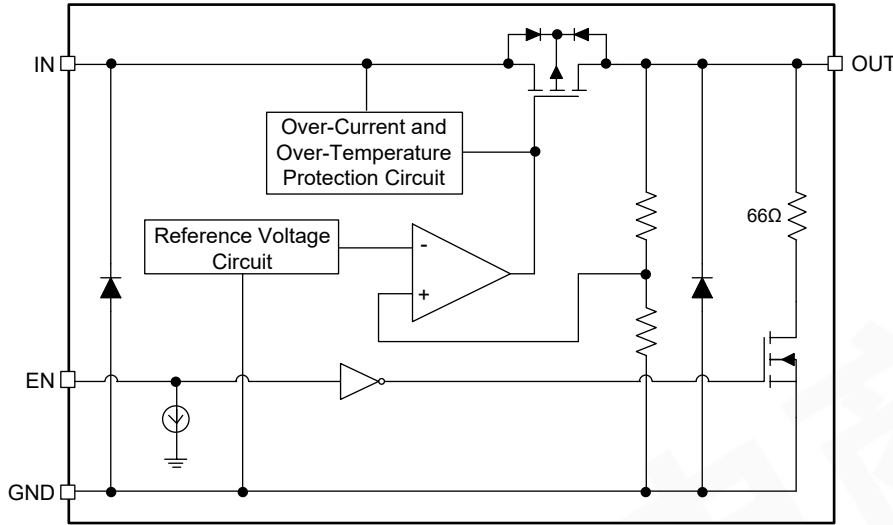 IN
OUT
Over-Current and
Over-Temperature
Protection Circuit
66Ω
Reference Voltage
Circuit
-
+
EN
GND